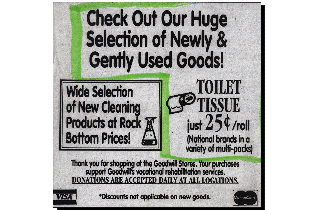 Check Out Our Huge
Selection of Newly &
Gently Used Goods!
Wide Selection
of New Cleaning
Products at Rock
Bottom Prices!
TOILET
TISSUE
just 25¢/roll
(National brands in a
variety of multi-packs)
Thank you for shopping at the Goodwill Stores. Your purchases
support Goodwill's vocational rehabilitation services.
DONATIONS ARE ACCEPTED DAILY AT ALL LOCATIONS.
VISA
*Discounts not applicable on new goods.